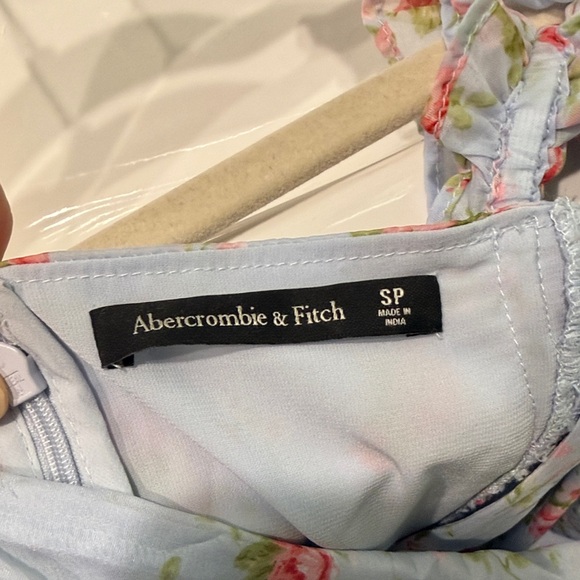 Abercrombie & Fitch
SP
MADE IN
INDIA